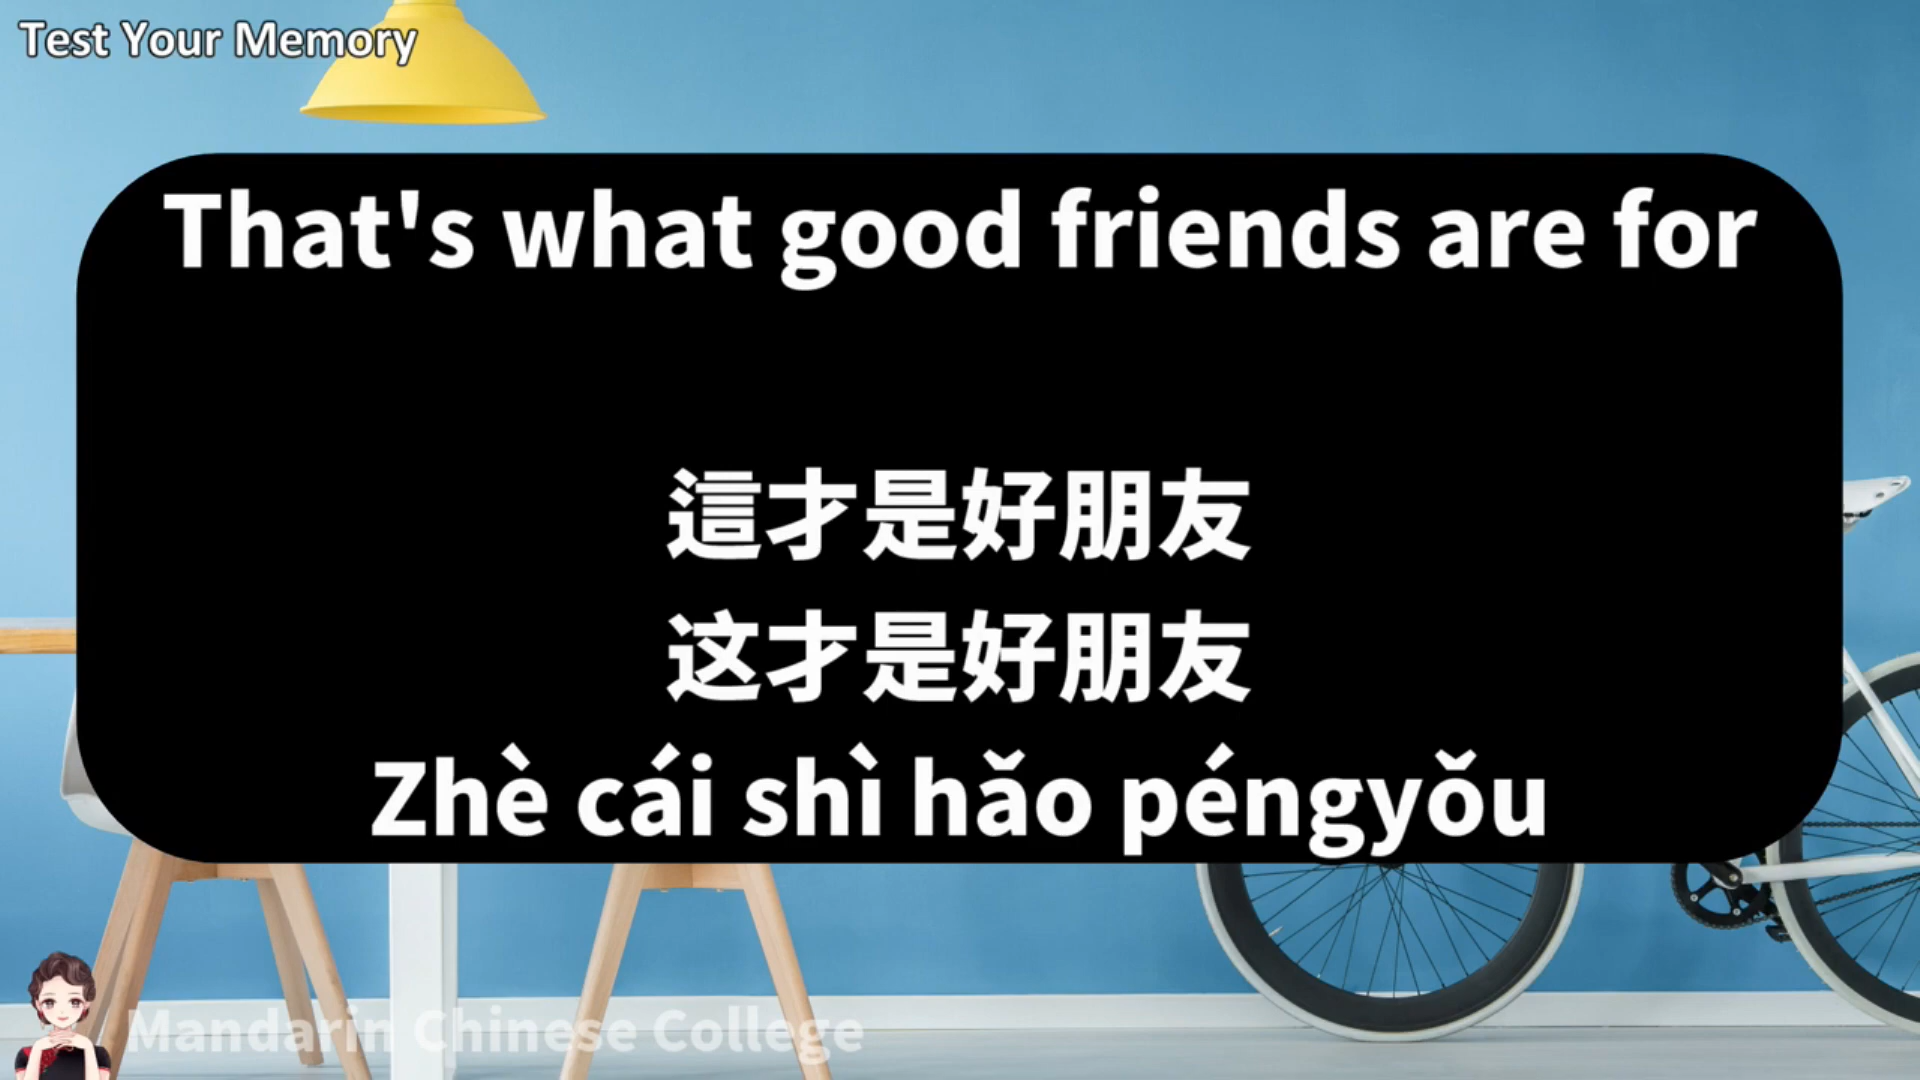 Test Your Memory
That's what good friends are for
這才是好朋友
这才是好朋友
Zhè cái shì hǎo péngyǒu
Mandarin Chinese College